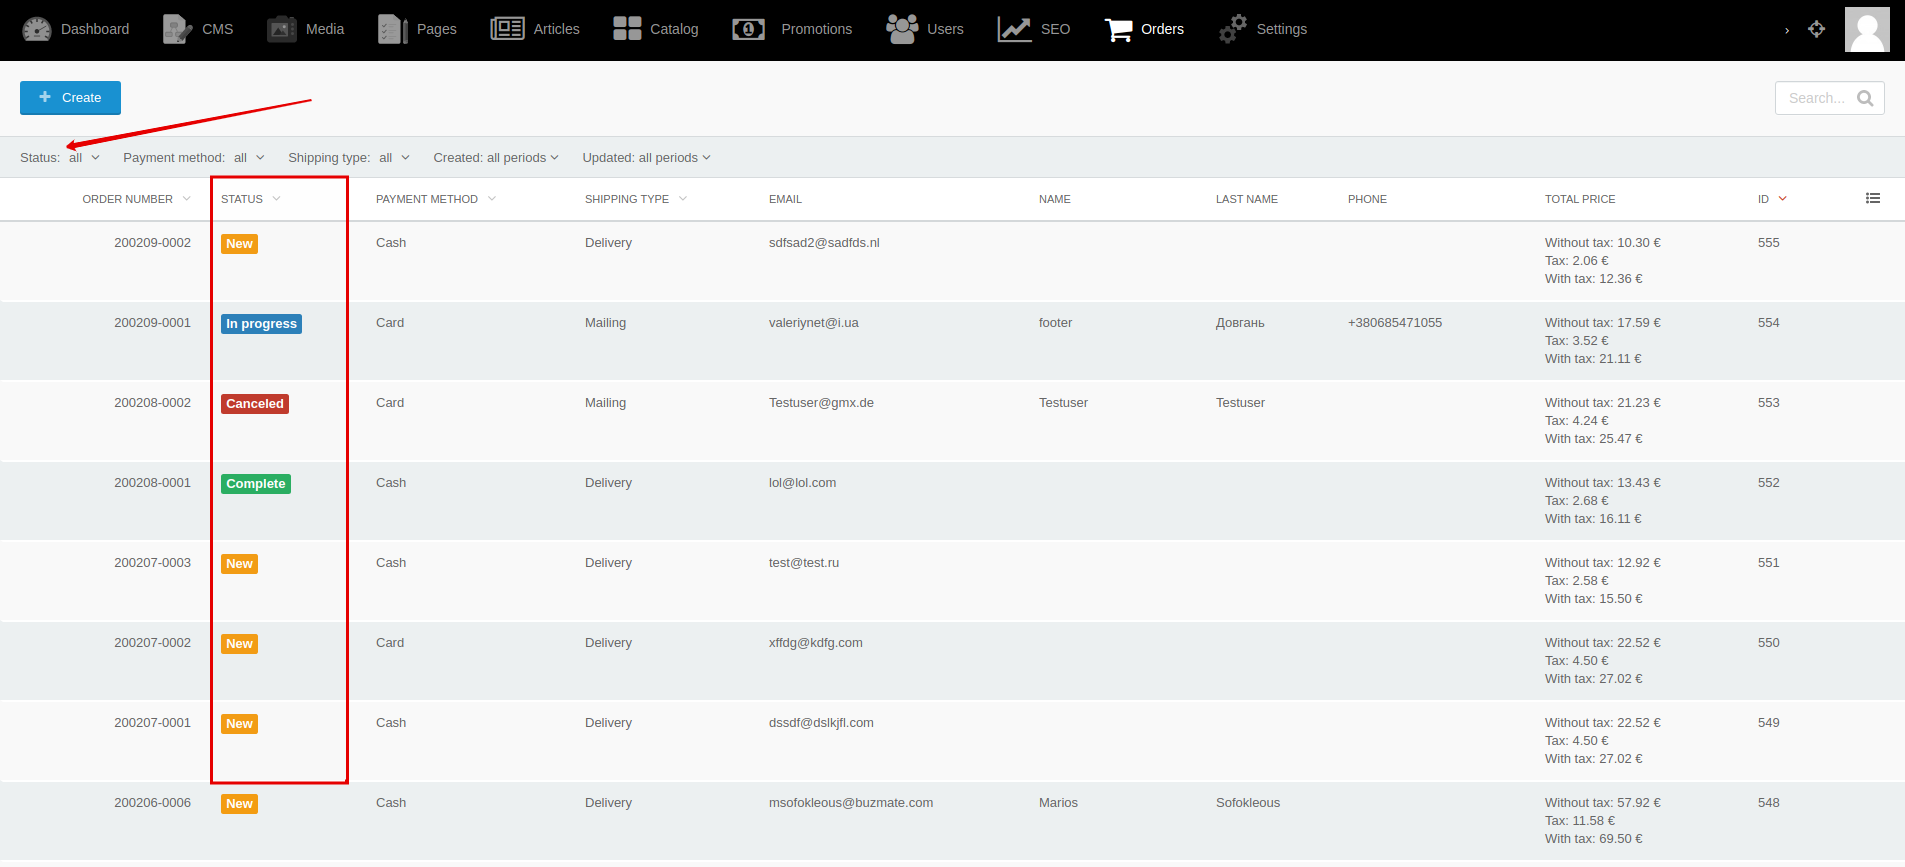 Dashboard CMS Media Pages Articles Catalog Promotions Users SEO Orders Settings
Create Search...
Status: all Payment method: all Shipping type: all Created: all periods Updated: all periods
ORDER NUMBER STATUS PAYMENT METHOD SHIPPING TYPE EMAIL NAME LAST NAME PHONE TOTAL PRICE ID
200209-0002 New Cash Delivery sdfsad2@sadfds.nl Without tax: 10.30 € 555
Tax: 2.06 €
With tax: 12.36 €
200209-0001 In progress Card Mailing valeriynet@i.ua footer Довгань +380685471055 Without tax: 17.59 € 554
Tax: 3.52 €
With tax: 21.11 €
200208-0002 Canceled Card Mailing Testuser@gmx.de Testuser Testuser Without tax: 21.23 € 553
Tax: 4.24 €
With tax: 25.47 €
200208-0001 Complete Cash Delivery lol@lol.com Without tax: 13.43 € 552
Tax: 2.68 €
With tax: 16.11 €
200207-0003 New Cash Delivery test@test.ru Without tax: 12.92 € 551
Tax: 2.58 €
With tax: 15.50 €
200207-0002 New Card Delivery xffdg@kdfg.com Without tax: 22.52 € 550
Tax: 4.50 €
With tax: 27.02 €
200207-0001 New Cash Delivery dssdf@dslkjfl.com Without tax: 22.52 € 549
Tax: 4.50 €
With tax: 27.02 €
200206-0006 New Cash Delivery msofokleous@buzmate.com Marios Sofokleous Without tax: 57.92 € 548
Tax: 11.58 €
With tax: 69.50 €